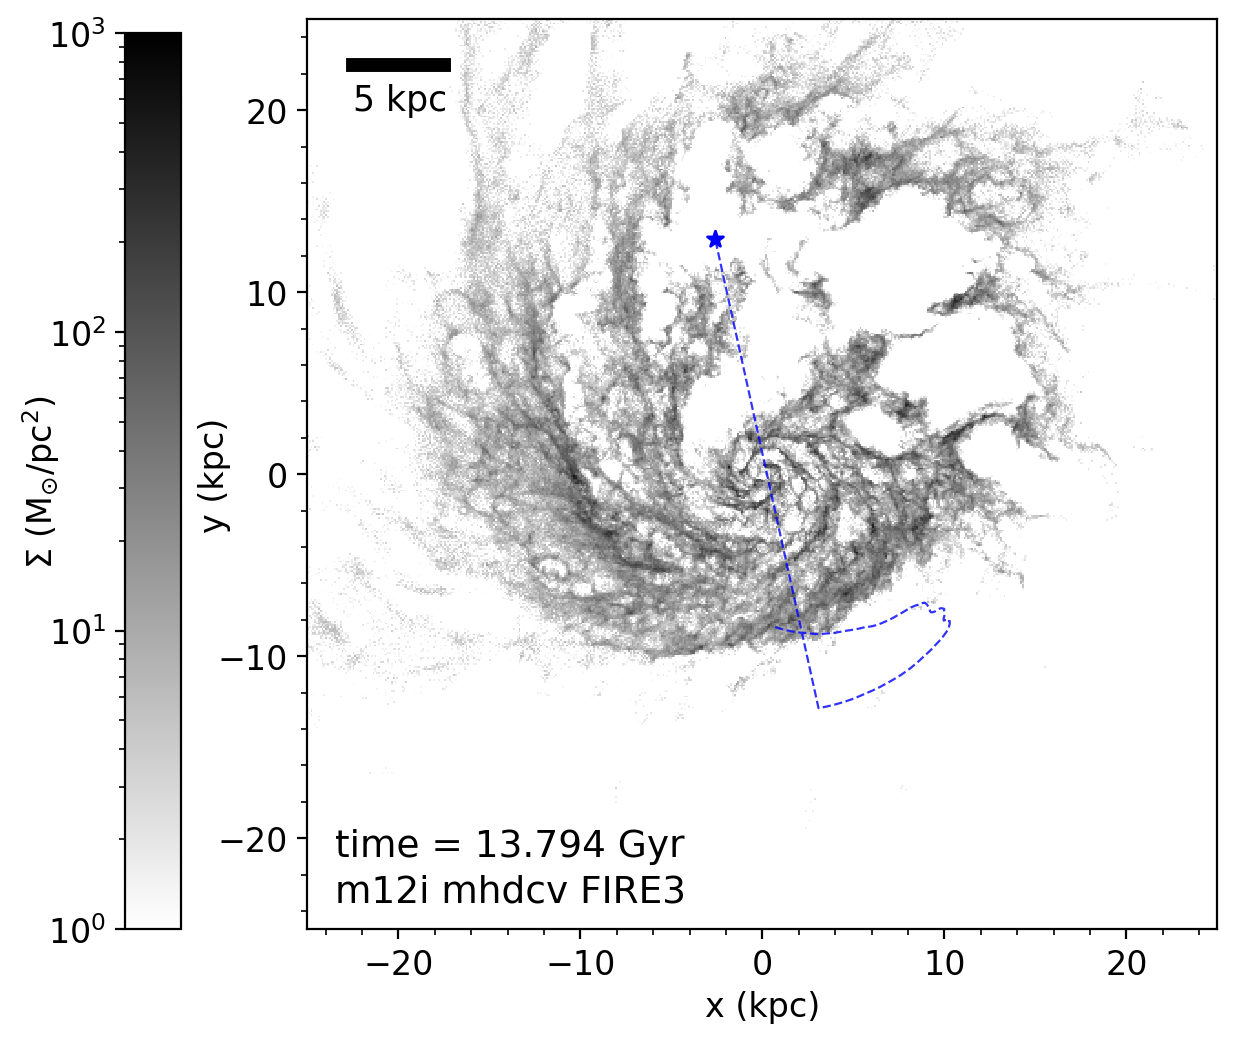 10³
10²
10¹
10⁰
Σ (M⊙/pc²)
20
10
0
−10
−20
y (kpc)
5 kpc
time = 13.794 Gyr
m12i mhdcv FIRE3
−20 −10 0 10 20
x (kpc)